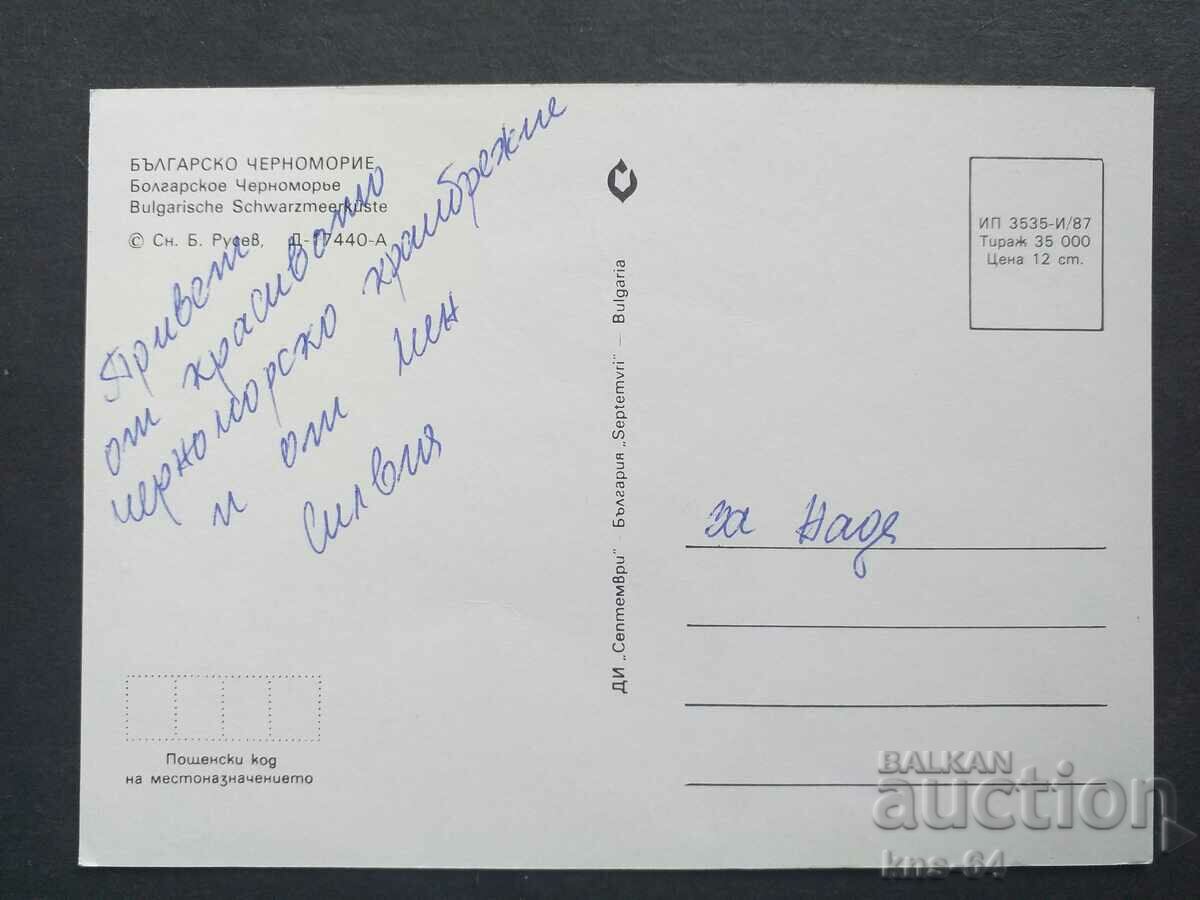 БЪЛГАРСКО ЧЕРНОМОРИЕ
Болгарское Черноморье
Bulgarische Schwarzmeerküste
© Сн. Б. Русев, Д-17440-А
Привет
от красивото
черноморско крайбрежие
и от мен
Силвия
Пощенски код
на местоназначението
ДИ „Септември" - България „Septemvri" — Bulgaria
ИП 3535-И/87
Тираж 35 000
Цена 12 ст.
за Надя
BALKAN
auction
kns-64